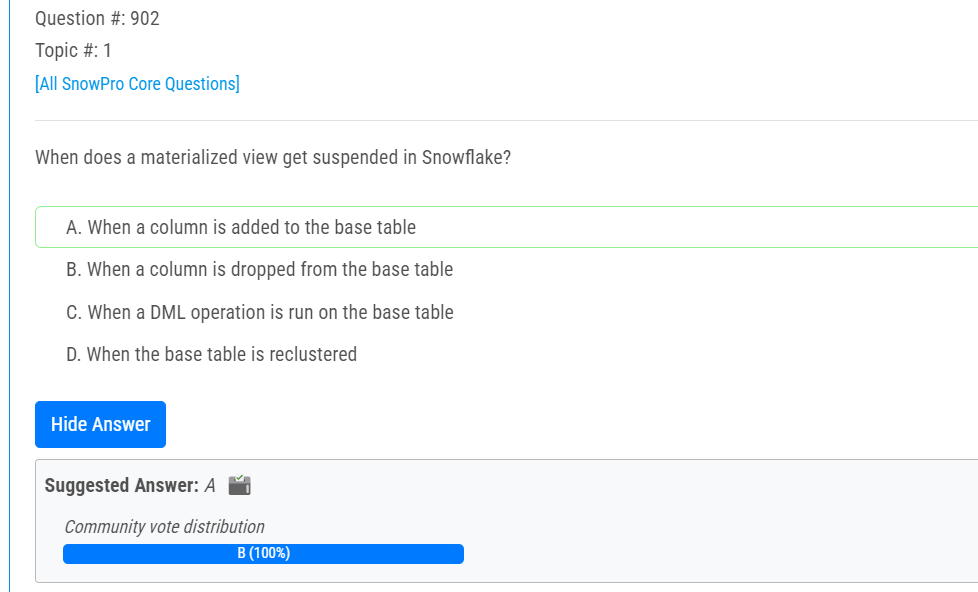 Question #: 902
Topic #: 1
[All SnowPro Core Questions]
When does a materialized view get suspended in Snowflake?
A. When a column is added to the base table
B. When a column is dropped from the base table
C. When a DML operation is run on the base table
D. When the base table is reclustered
Hide Answer
Suggested Answer: A
Community vote distribution
B (100%)